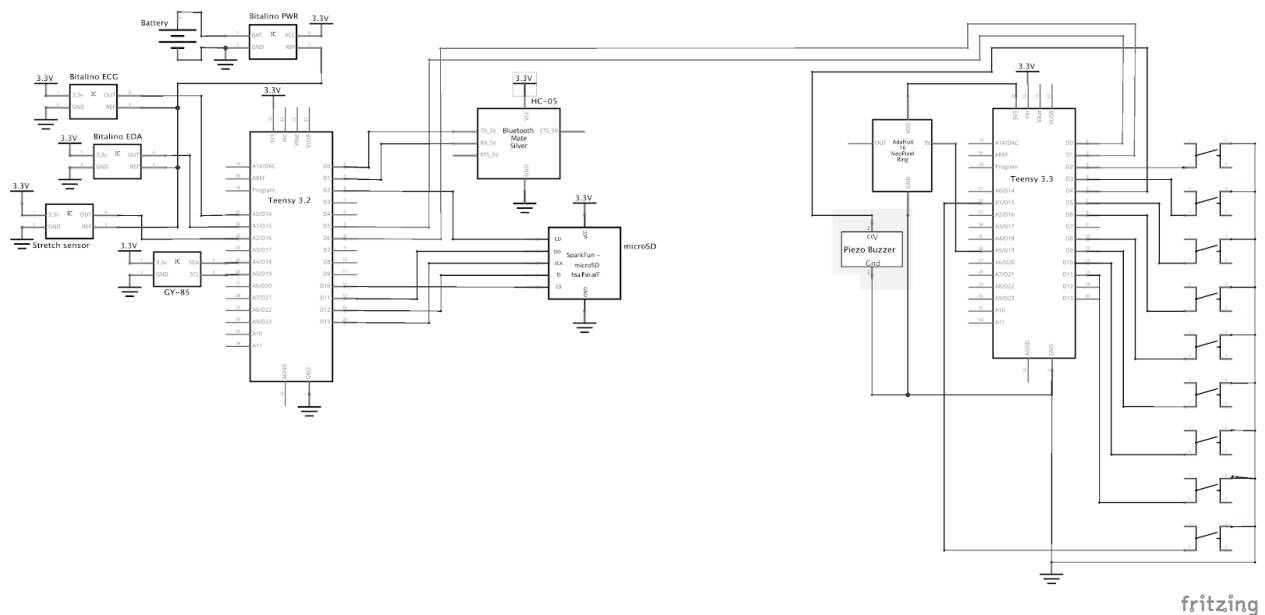 Battery
Bitalino PWR
3.3V
IC
BAT
VCC
GND
REF
Bitalino ECG
3.3V
IC
3.3v
OUT
GND
REF
Bitalino EDA
3.3V
IC
3.3v
OUT
GND
REF
3.3V
IC
3.3v
OUT
GND
REF
Stretch sensor
3.3V
IC
3.3v
SDA
GND
SCL
GY-85
3.3V
3V3
Vin
VBat
VUSB
A14/DAC
AREF
Program
Teensy 3.2
A0/D14
A1/D15
A2/D16
A3/D17
A4/D18
A5/D19
A6/D20
A7/D21
A8/D22
A9/D23
A10
A11
D0
D1
D2
D3
D4
D5
D6
D7
D8
D9
D10
D11
D12
D13
AGND
GND
3.3V
HC-05
VCC
TX_5V
RX_5V
RTS_5V
CTS_5V
Bluetooth
Mate
Silver
GND
3.3V
VCC
microSD
CD
DO
SCK
D
CS
SparkFun -
microSD
GND
VDD
OUT
IN
Adafruit
16
NeoPixel
Ring
GND
Piezo Buzzer
Gnd
3.3V
3V3
Vin
VBat
VUSB
A14/DAC
AREF
Program
Teensy 3.3
A0/D14
A1/D15
A2/D16
A3/D17
A4/D18
A5/D19
A6/D20
A7/D21
A8/D22
A9/D23
A10
A11
D0
D1
D2
D3
D4
D5
D6
D7
D8
D9
D10
D11
D12
D13
AGND
GND
fritzing